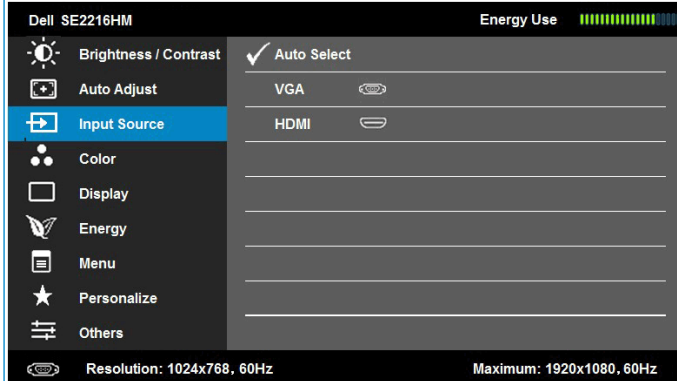 Dell SE2216HM Energy Use
Brightness / Contrast Auto Select
Auto Adjust VGA
Input Source HDMI
Color
Display
Energy
Menu
Personalize
Others
Resolution: 1024x768, 60Hz Maximum: 1920x1080, 60Hz